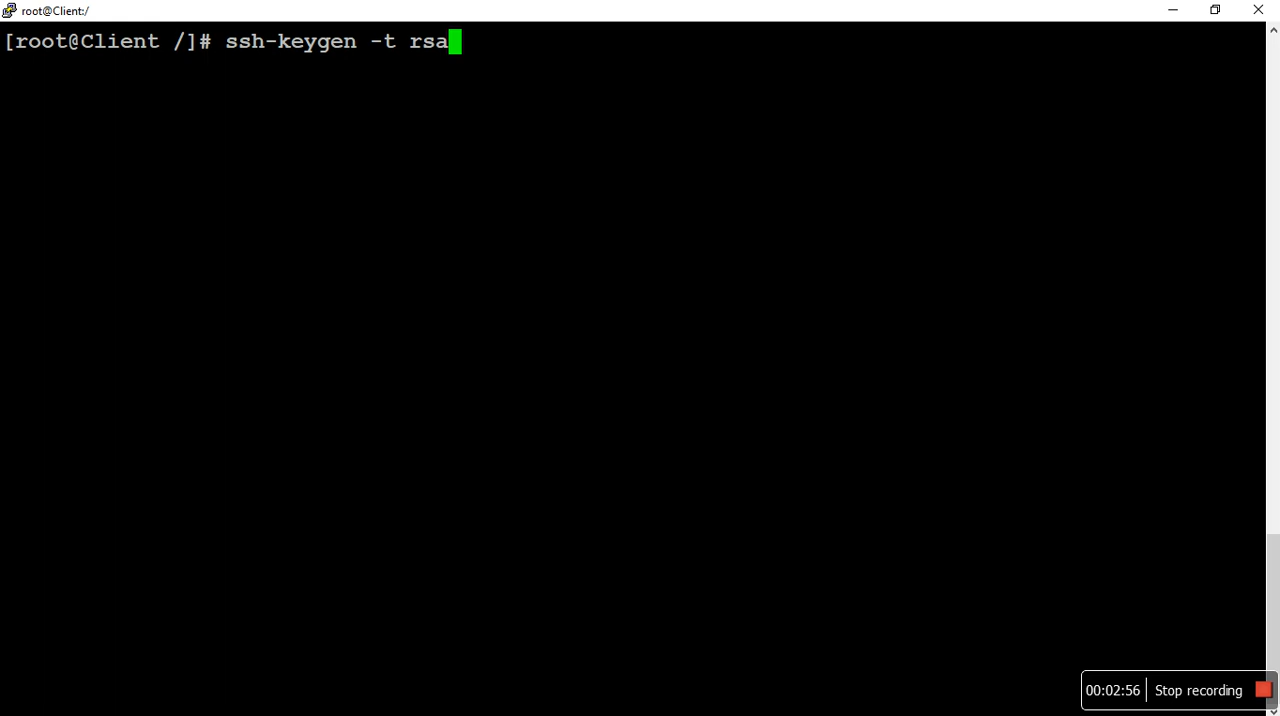 root@Client:/
[root@Client /]# ssh-keygen -t rsa
00:02:56 Stop recording